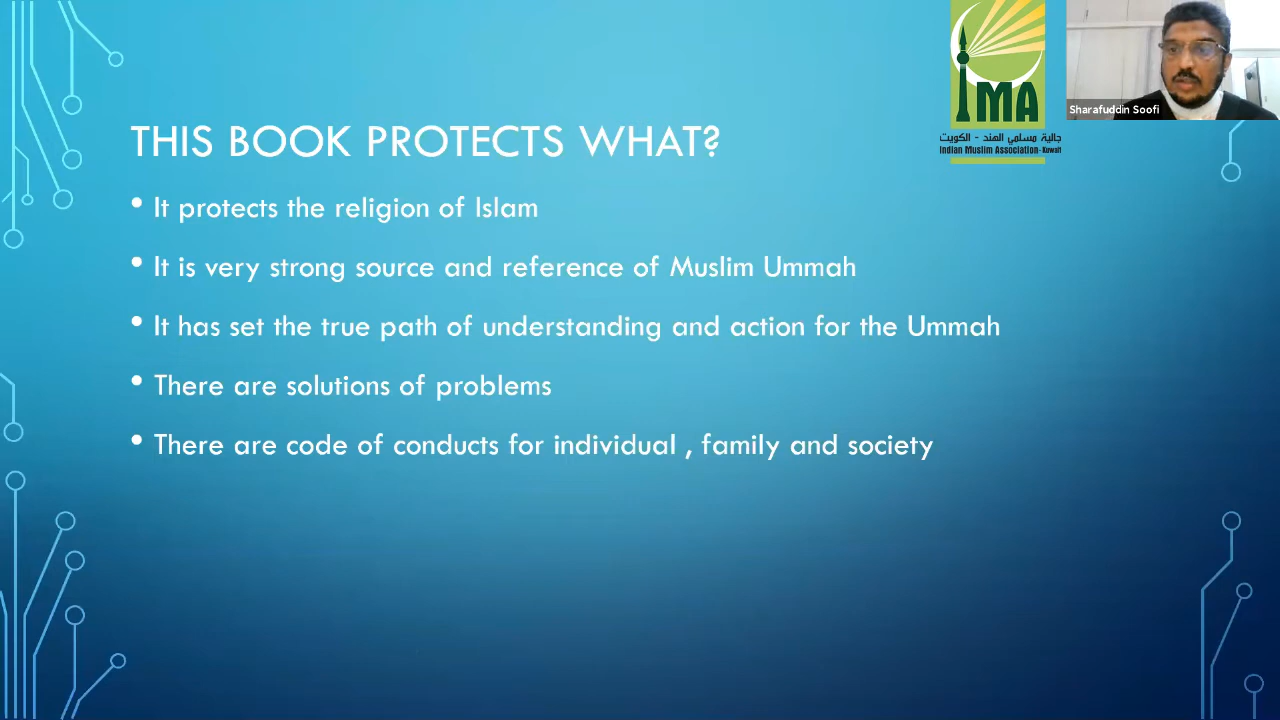 THIS BOOK PROTECTS WHAT?
• It protects the religion of Islam
• It is very strong source and reference of Muslim Ummah
• It has set the true path of understanding and action for the Ummah
• There are solutions of problems
• There are code of conducts for individual , family and society
IMA
جالية مسلمي الهند - الكويت
Indian Muslim Association-Kuwait
Sharafuddin Soofi